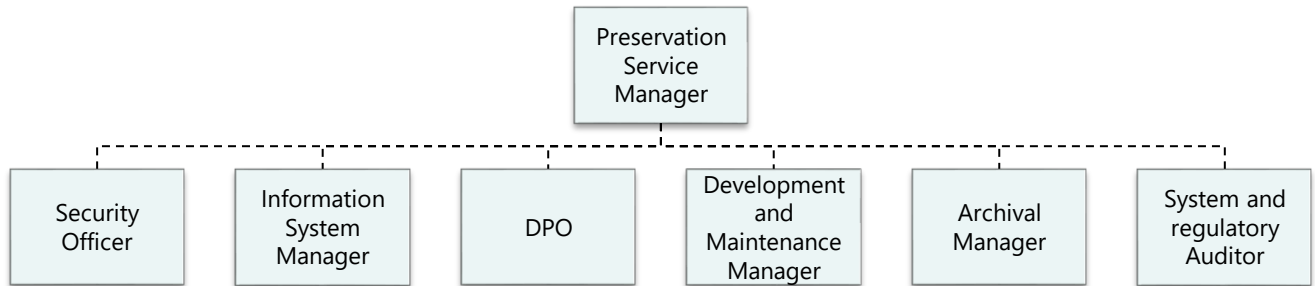 Preservation
Service
Manager
Security
Officer
Information
System
Manager
DPO
Development
and
Maintenance
Manager
Archival
Manager
System and
regulatory
Auditor